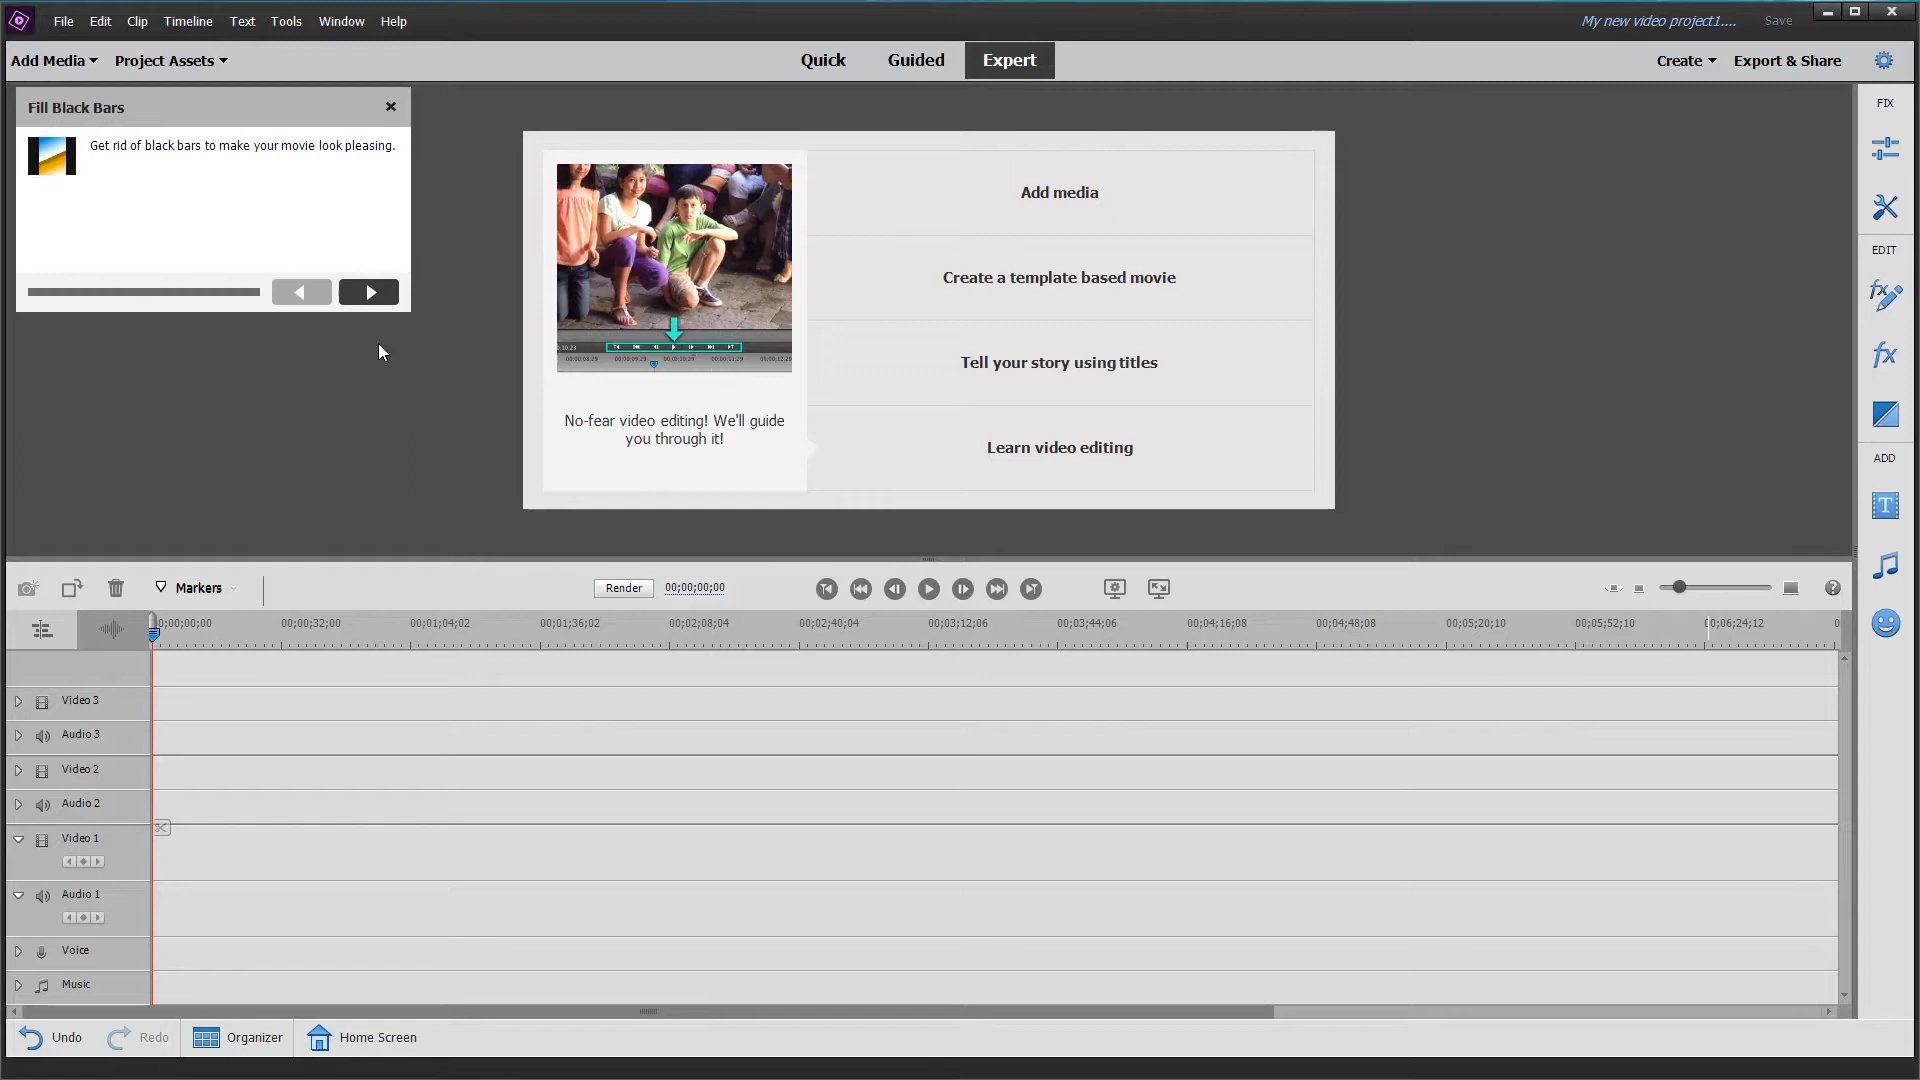 File Edit Clip Timeline Text Tools Window Help
My new video project1.... Save
Add Media Project Assets
Quick Guided Expert
Create Export & Share
Fill Black Bars
Get rid of black bars to make your movie look pleasing.
No-fear video editing! We'll guide
you through it!
Add media
Create a template based movie
Tell your story using titles
Learn video editing
FIX
EDIT
ADD
Markers
Render 00;00;00;00
0;00;00;00 00;00;32;00 00;01;04;02 00;01;36;02 00;02;08;04 00;02;40;04 00;03;12;06 00;03;44;06 00;04;16;08 00;04;48;08 00;05;20;10 00;05;52;10 00;06;24;12 0
Video 3
Audio 3
Video 2
Audio 2
Video 1
Audio 1
Voice
Music
Undo Redo Organizer Home Screen